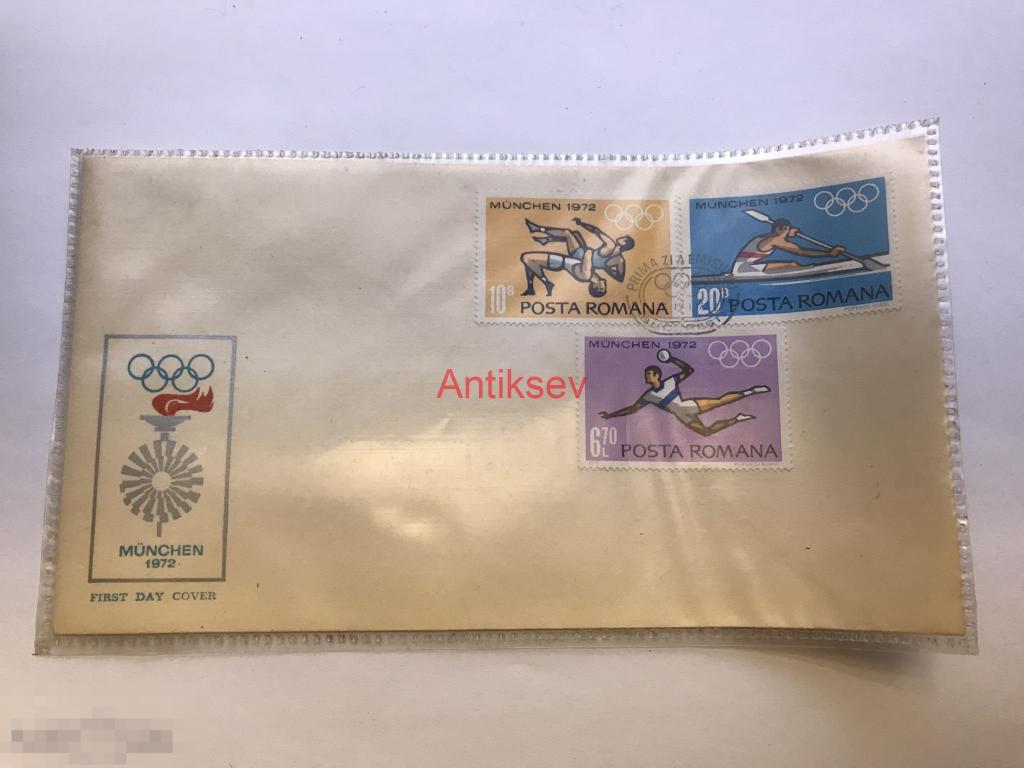 MÜNCHEN 1972
10B
POSTA ROMANA
MÜNCHEN 1972
20B
POSTA ROMANA
PRIMA ZI A EMISI
MÜNCHEN 1972
6.70 L
POSTA ROMANA
Antiksev
MÜNCHEN
1972
FIRST DAY COVER